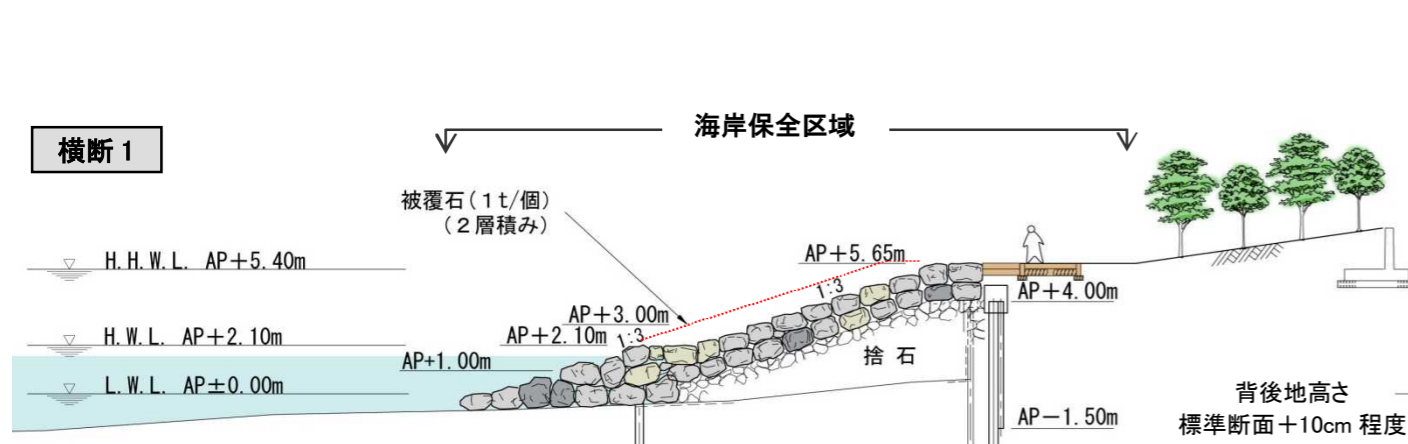 海岸保全区域
横断1
被覆石(1t/個)
(2層積み)
H.H.W.L. AP+5.40m
AP+5.65m
1:3
AP+4.00m
AP+3.00m
H.W.L. AP+2.10m
AP+2.10m
1:3
捨石
AP+1.00m
L.W.L. AP±0.00m
背後地高さ
AP-1.50m
標準断面+10cm 程度